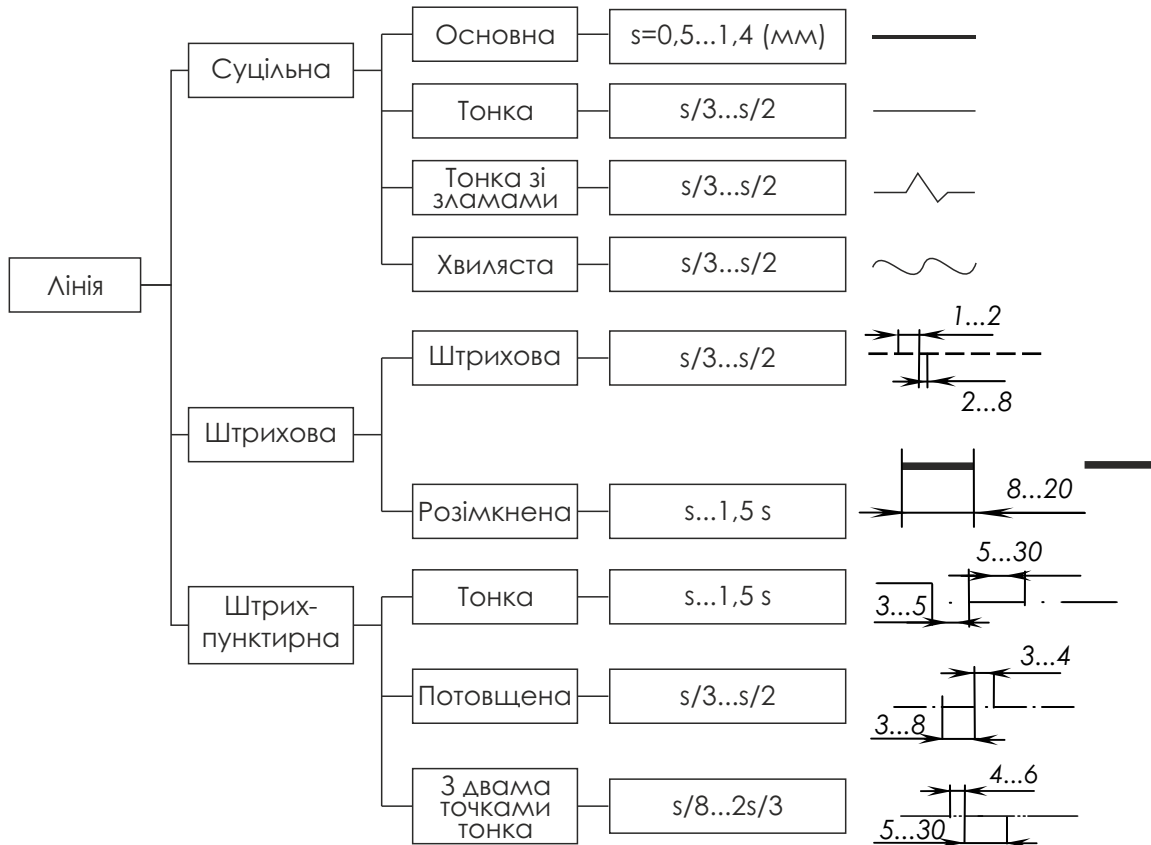 Лінія
Суцільна
Основна
s=0,5...1,4 (мм)
Тонка
s/3...s/2
Тонка зі
зламами
s/3...s/2
Хвиляста
s/3...s/2
Штрихова
Штрихова
s/3...s/2
1...2
2...8
Розімкнена
s...1,5 s
8...20
Штрих-
пунктирна
Тонка
s...1,5 s
5...30
3...5
Потовщена
s/3...s/2
3...4
3...8
З двама
точками
тонка
s/8...2s/3
4...6
5...30